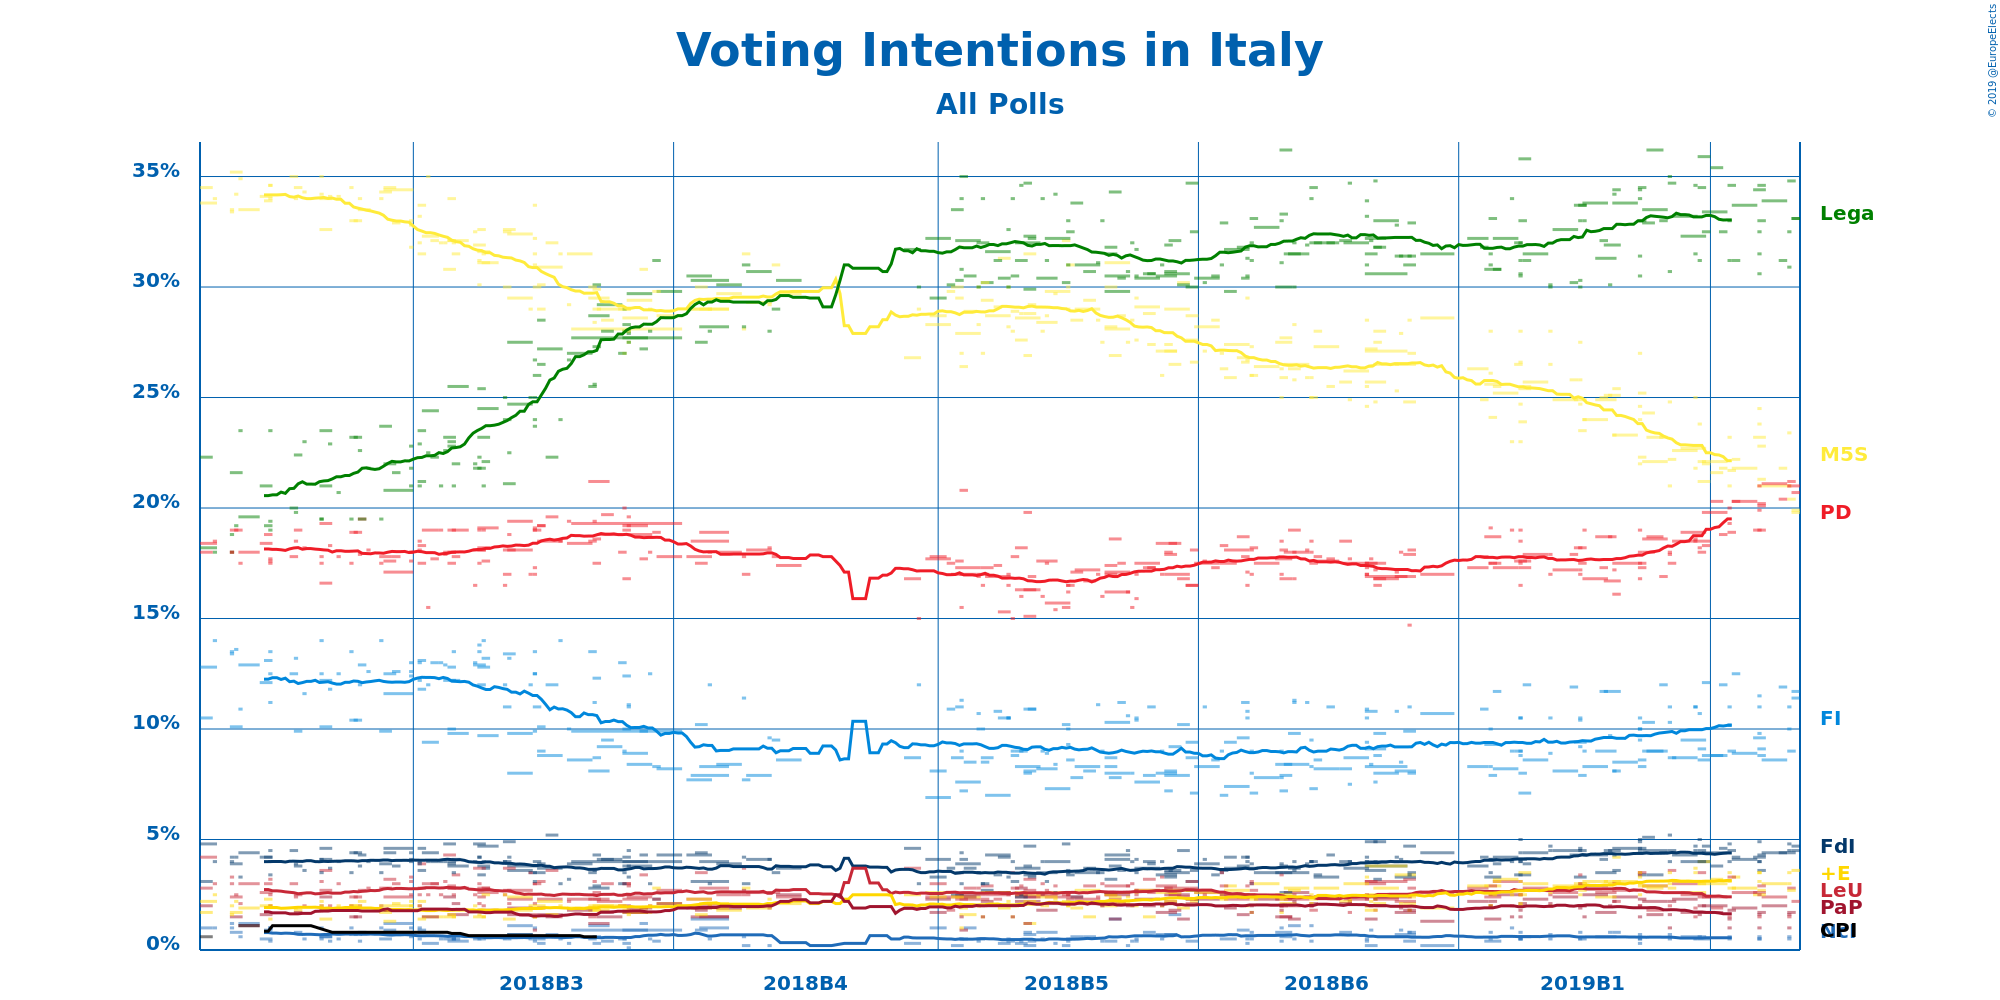 Voting Intentions in Italy
All Polls
© 2019 @EuropeElects
35%
30%
25%
20%
15%
10%
5%
0%
Lega
M5S
PD
FI
FdI
+E
LeU
PaP
CPI
2018B3
2018B4
2018B5
2018B6
2019B1